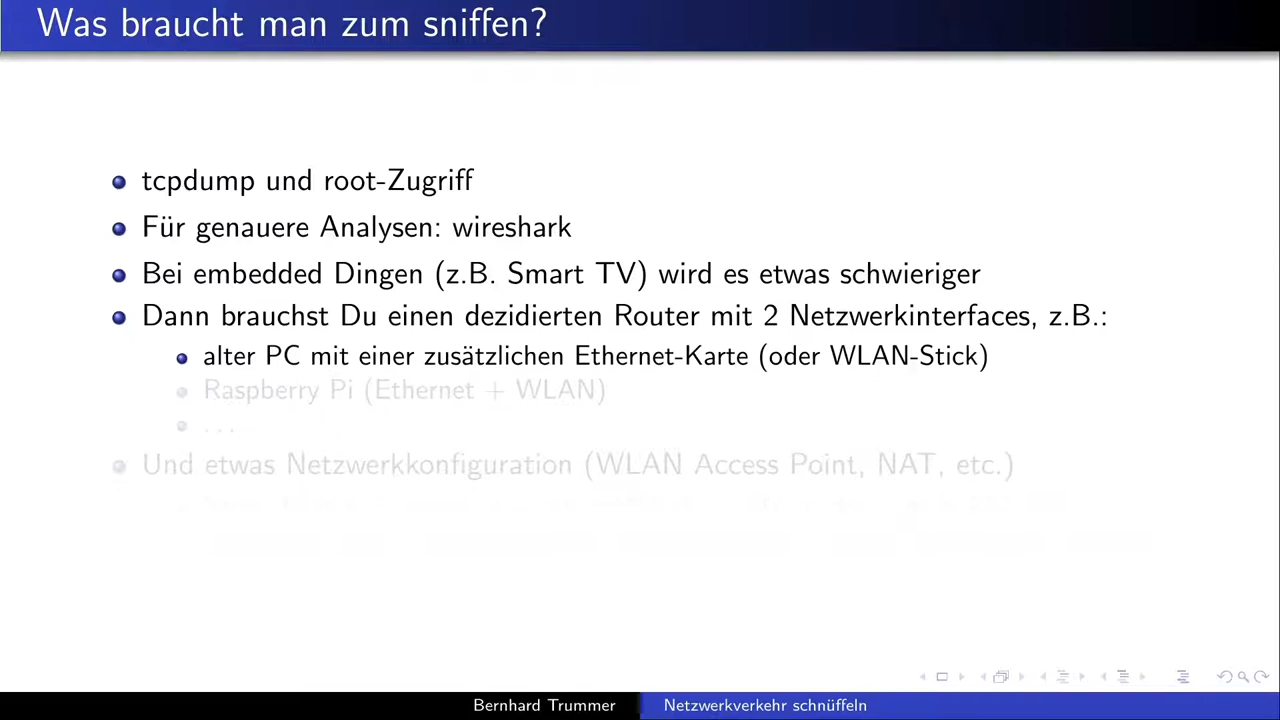 Was braucht man zum sniffen?
tcpdump und root-Zugriff
Für genauere Analysen: wireshark
Bei embedded Dingen (z.B. Smart TV) wird es etwas schwieriger
Dann brauchst Du einen dezidierten Router mit 2 Netzwerkinterfaces, z.B.:
alter PC mit einer zusätzlichen Ethernet-Karte (oder WLAN-Stick)
Raspberry Pi (Ethernet + WLAN)
...
Und etwas Netzwerkkonfiguration (WLAN Access Point, NAT, etc.)
Bernhard Trummer
Netzwerkverkehr schnüffeln